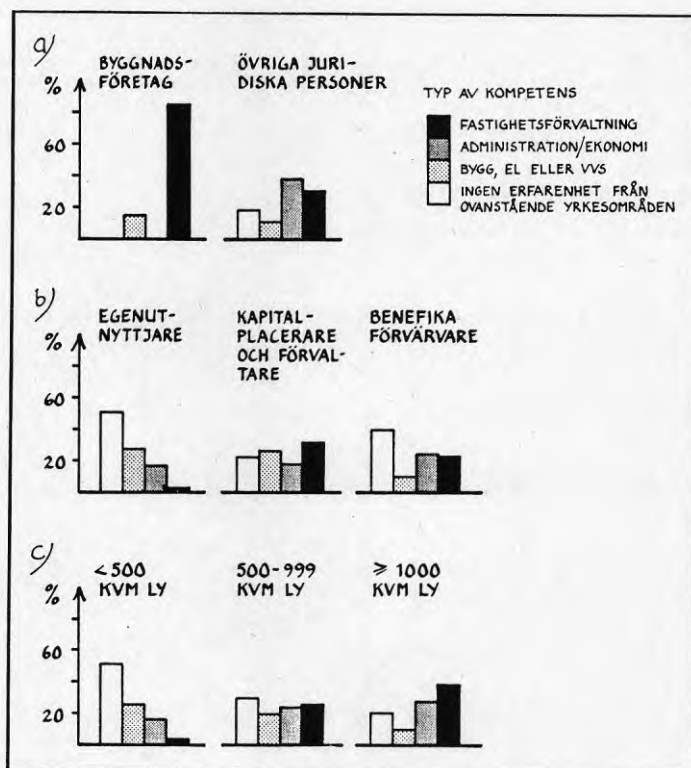 a)
BYGGNADS-
FÖRETAG
ÖVRIGA JURI-
DISKA PERSONER
%
60
20
TYP AV KOMPETENS
FASTIGHETSFÖRVALTNING
ADMINISTRATION/EKONOMI
BYGG, EL ELLER VVS
INGEN ERFARENHET FRÅN
OVANSTÅENDE YRKESOMRÅDEN
b)
EGENUT-
NYTTJARE
KAPITAL-
PLACERARE
OCH FÖRVAL-
TARE
BENEFIKA
FÖRVÄRVARE
%
60
20
c)
<500
KVM LY
500-999
KVM LY
≥ 1000
KVM LY
%
60
20